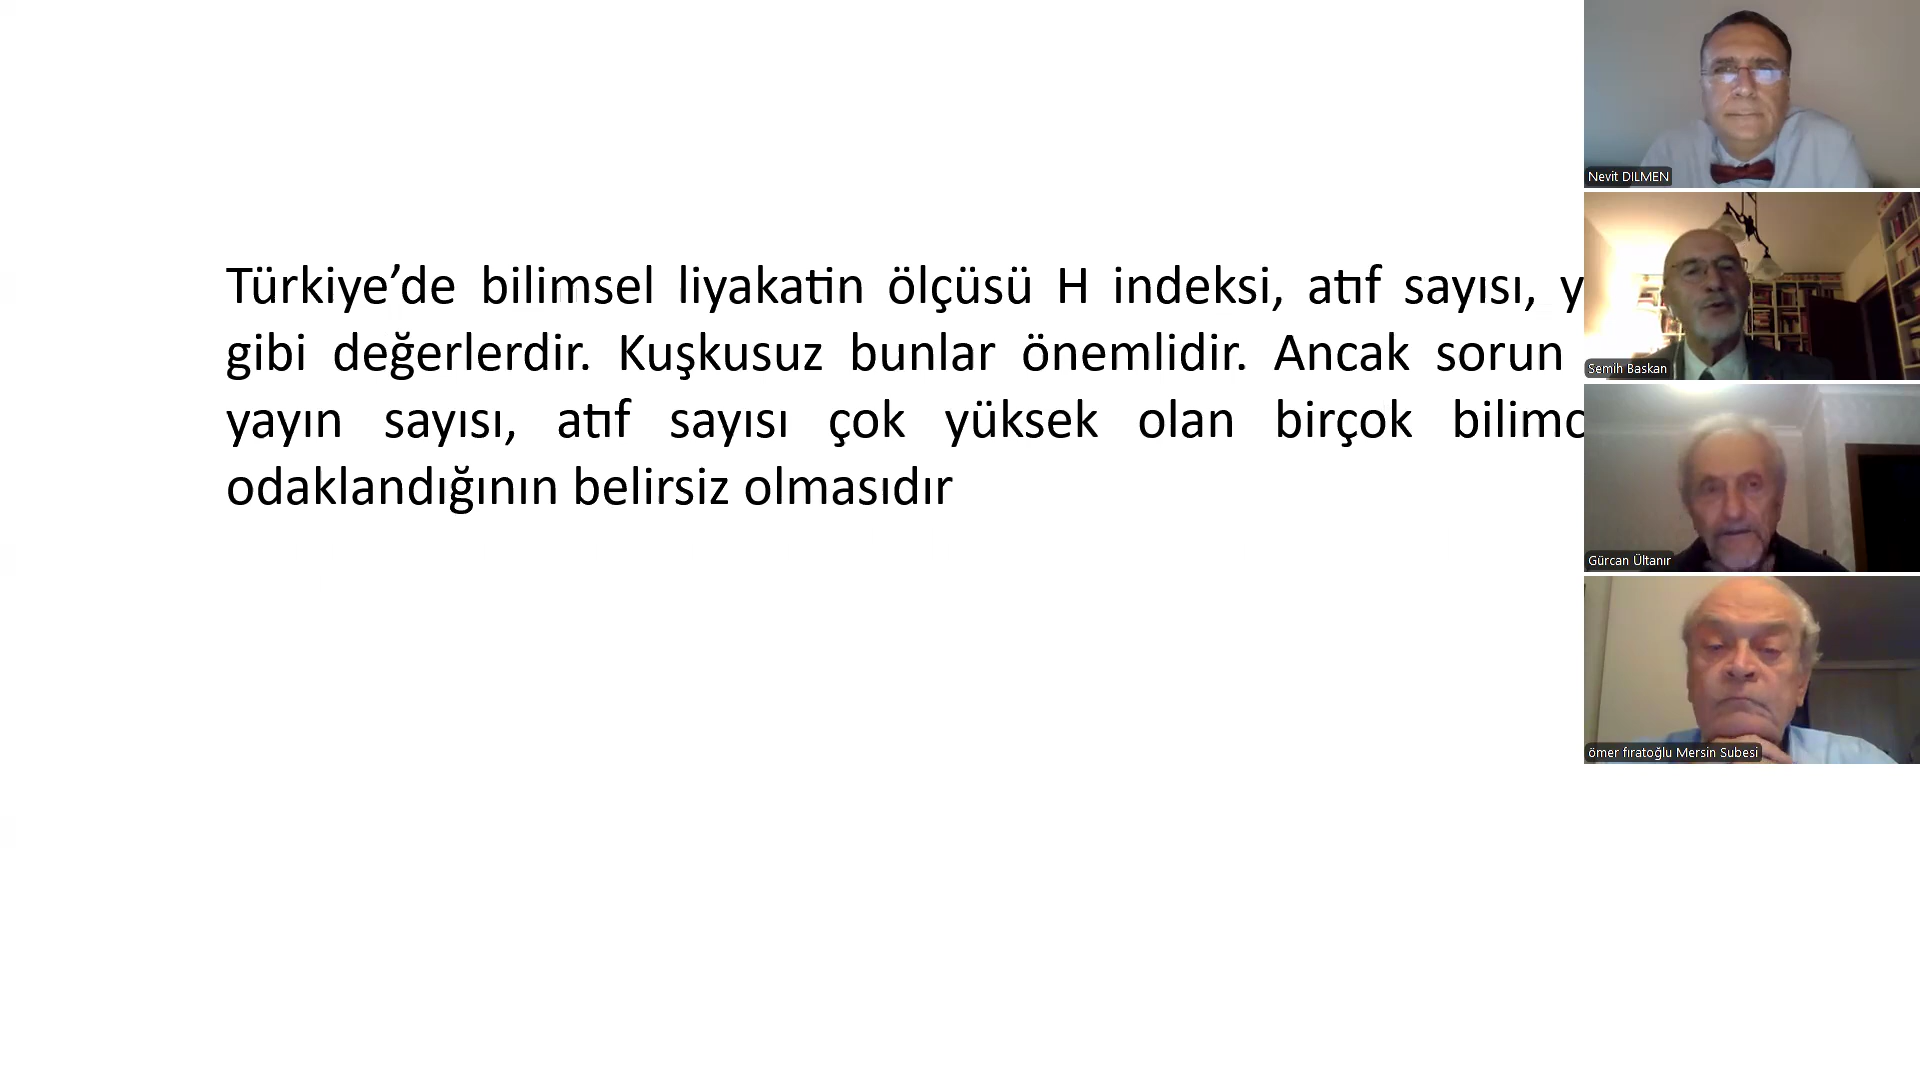 Türkiye’de bilimsel liyakatin ölçüsü H indeksi, atıf sayısı,
gibi değerlerdir. Kuşkusuz bunlar önemlidir. Ancak sorun
yayın sayısı, atıf sayısı çok yüksek olan birçok
odaklandığının belirsiz olmasıdır
Nevit DILMEN
Semih Baskan
Gürcan Ültanır
ömer fıratoğlu Mersin Subesi